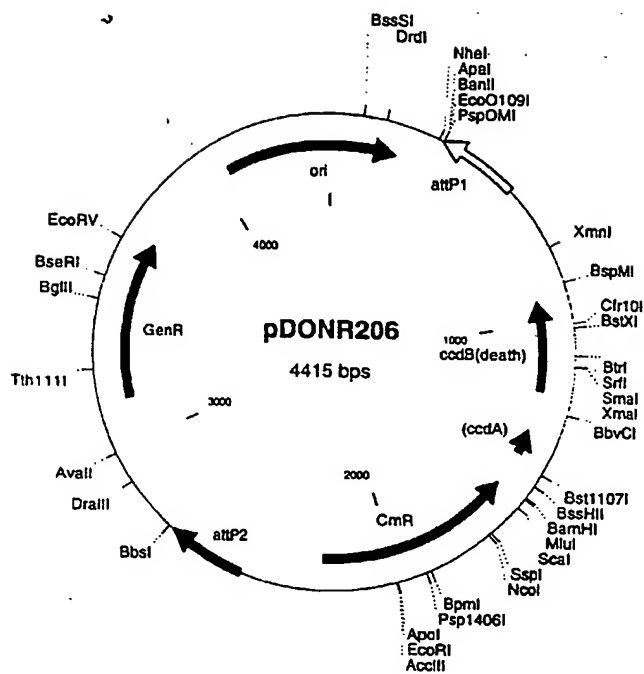 BssSI
DrdI
NheI
ApaI
BanII
EcoO109I
PspOMI
attP1
ori
4000
XmnI
BspMI
Cfr10I
BstXI
1000
ccdB(death)
BtrI
SrfI
SmaI
XmaI
BbvCI
(ccdA)
Bst1107I
BssHII
BamHI
MluI
ScaI
SspI
NcoI
2000
CmR
BpmI
Psp1406I
ApoI
EcoRI
AccIII
attP2
BbsI
DraIII
AvaII
3000
Tth111I
GenR
BglII
BseRI
EcoRV
pDONR206
4415 bps